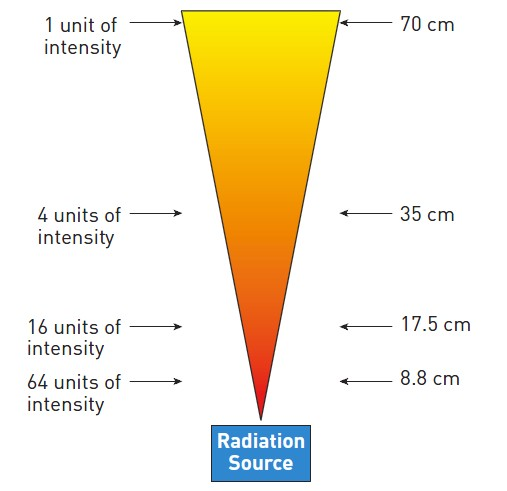 1 unit of
intensity
70 cm
4 units of
intensity
35 cm
16 units of
intensity
17.5 cm
64 units of
intensity
8.8 cm
Radiation
Source